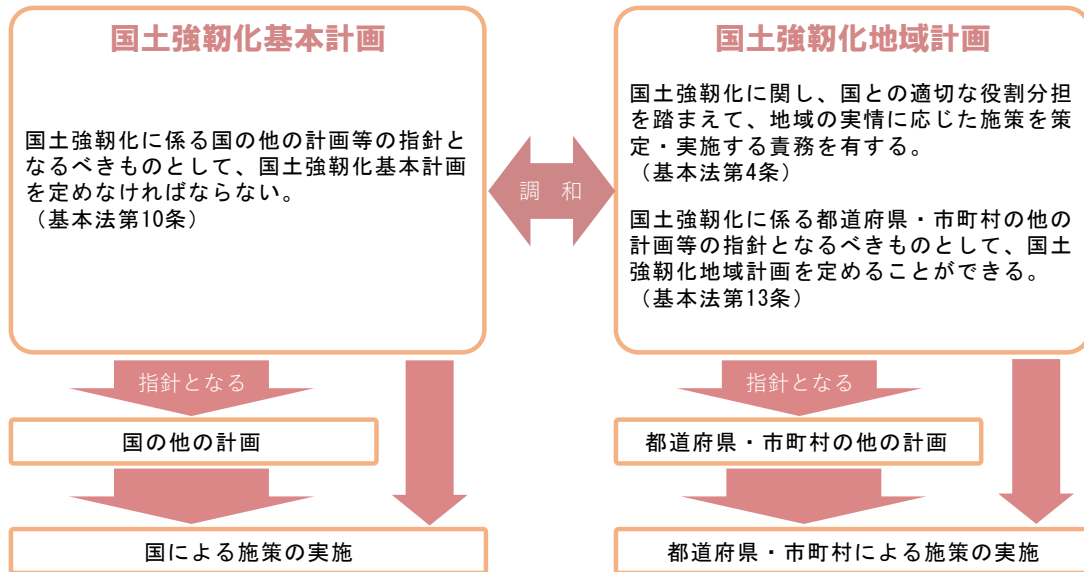 国土強靱化基本計画
国土強靱化に係る国の他の計画等の指針と
なるべきものとして、国土強靱化基本計画
を定めなければならない。
（基本法第10条）
調 和
国土強靱化地域計画
国土強靱化に関し、国との適切な役割分担
を踏まえて、地域の実情に応じた施策を策
定・実施する責務を有する。
（基本法第4条）
国土強靱化に係る都道府県・市町村の他の
計画等の指針となるべきものとして、国土
強靱化地域計画を定めることができる。
（基本法第13条）
指針となる
国の他の計画
国による施策の実施
指針となる
都道府県・市町村の他の計画
都道府県・市町村による施策の実施